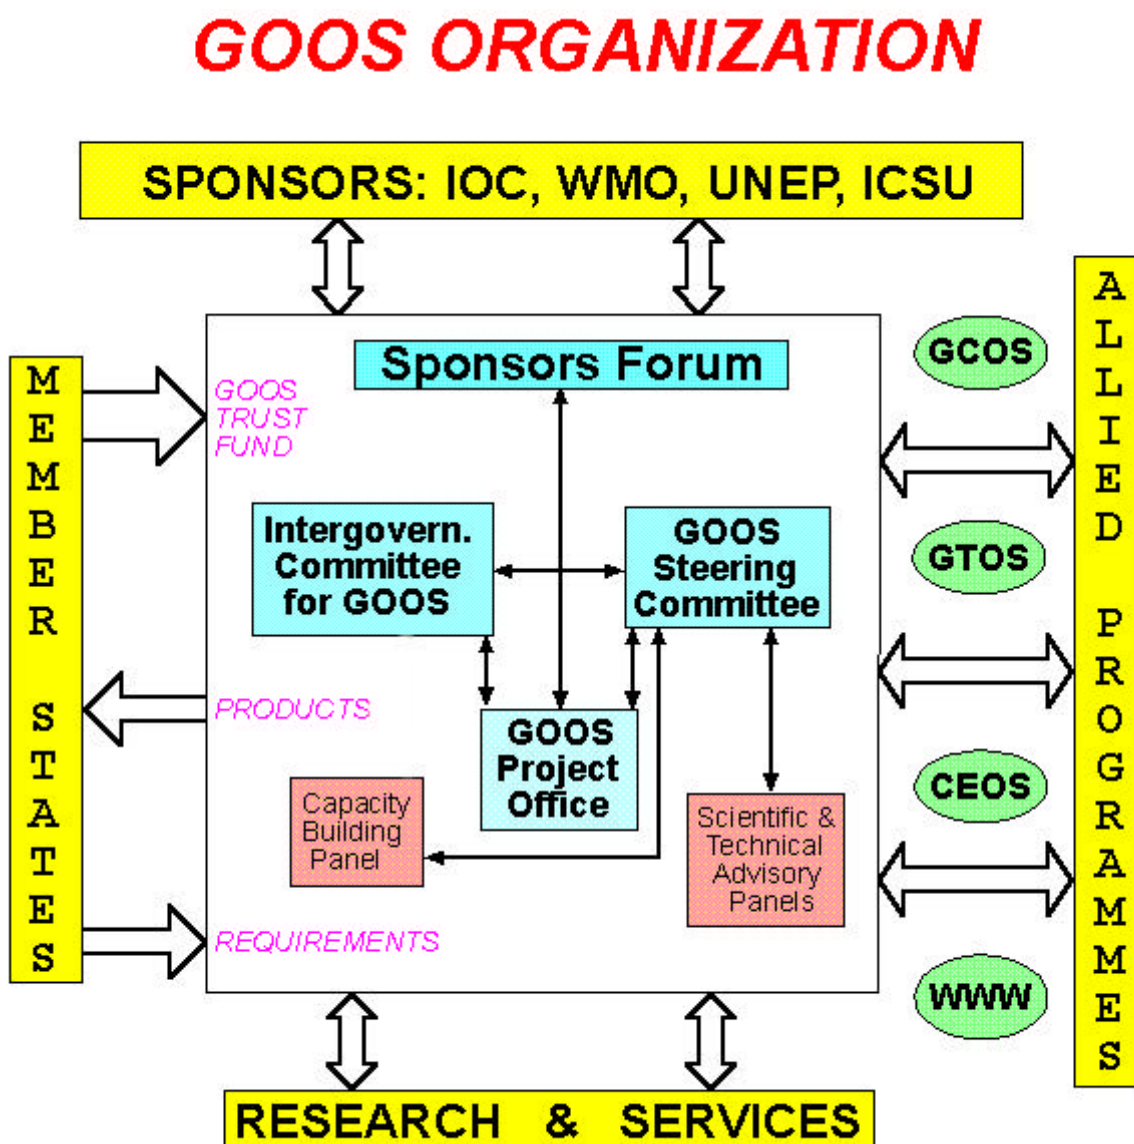 GOOS ORGANIZATION
SPONSORS: IOC, WMO, UNEP, ICSU
MEMBER STATES
GOOS
TRUST
FUND
PRODUCTS
REQUIREMENTS
Sponsors Forum
Intergovern.
Committee
for GOOS
GOOS
Steering
Committee
GOOS
Project
Office
Capacity
Building
Panel
Scientific &
Technical
Advisory
Panels
GCOS
GTOS
CEOS
WWW
ALLIED PROGRAMMES
RESEARCH & SERVICES